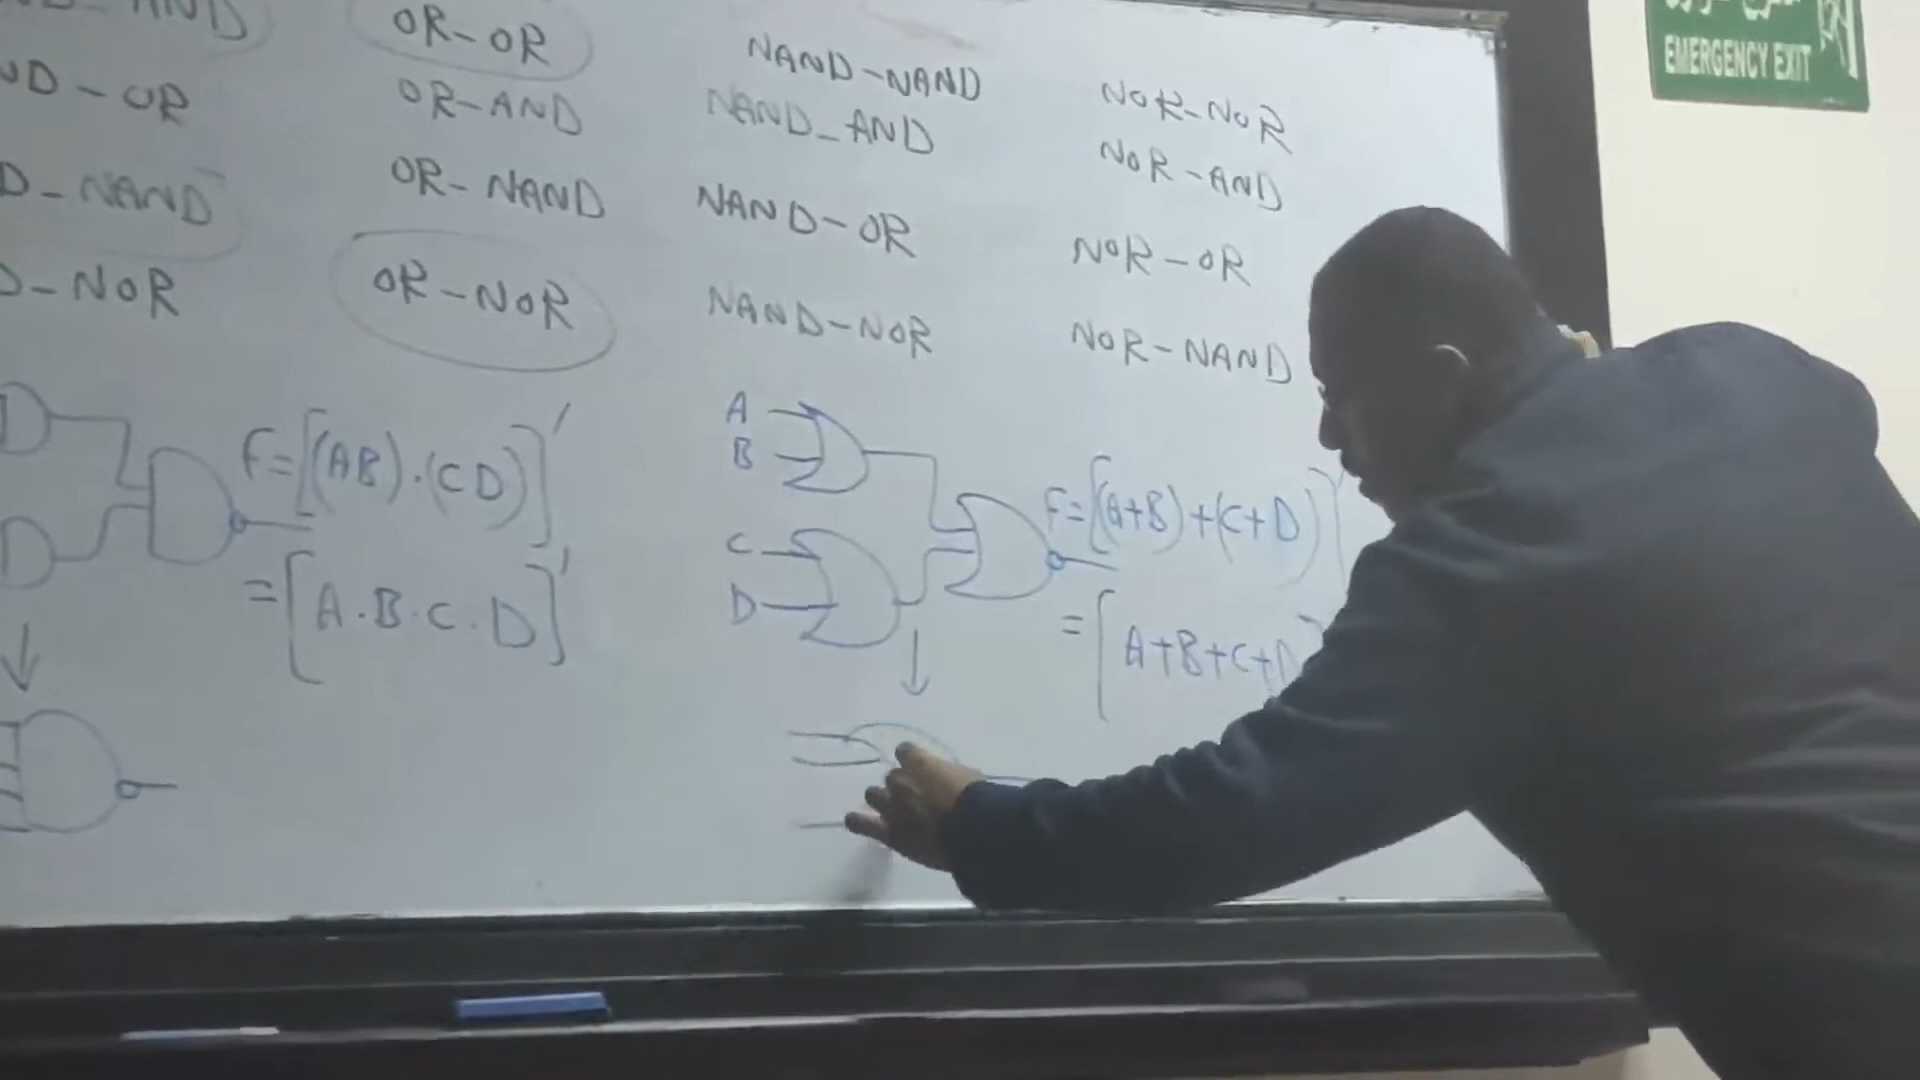 AND OR-OR NAND-NAND NOR-NOR
ND-OR OR-AND NAND-AND NOR-AND
D-NAND OR-NAND NAND-OR NOR-OR
D-NOR OR-NOR NAND-NOR NOR-NAND
F=[(AB).(CD)]'
=[A.B.C.D]'
A
B
C
D
F=[(A+B)+(C+D)]'
=[A+B+C+D
EMERGENCY EXIT